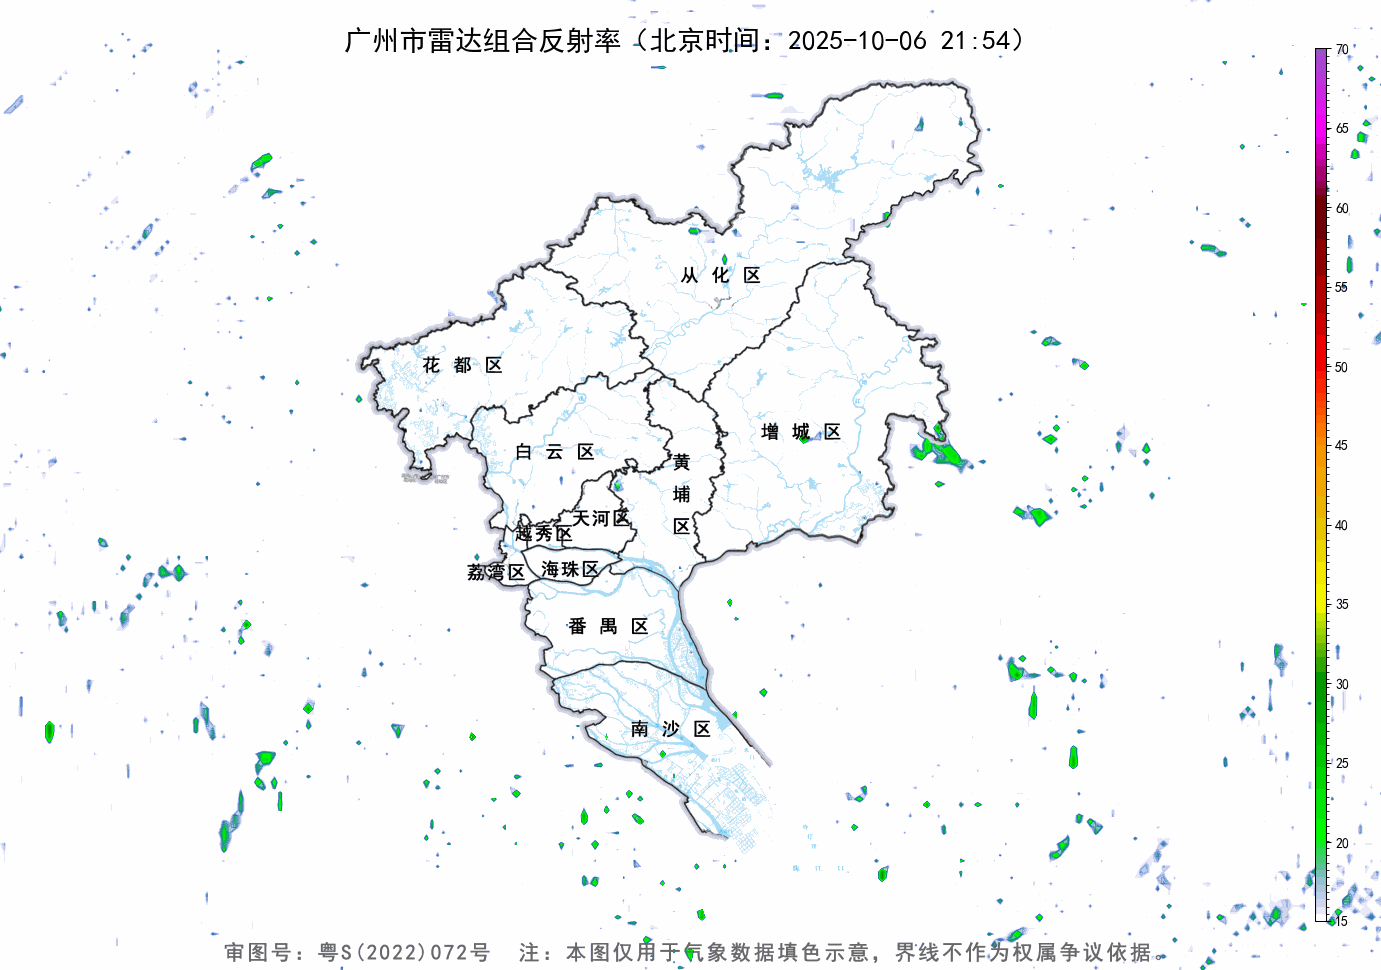 广州市雷达组合反射率（北京时间：2025-10-06 21:54）
70
65
60
55
50
45
40
35
30
25
20
15
从化区
花都区
增城区
白云区
黄埔区
天河区
越秀区
荔湾区
海珠区
番禺区
南沙区
审图号：粤S(2022)072号 注：本图仅用于气象数据填色示意，界线不作为权属争议依据。